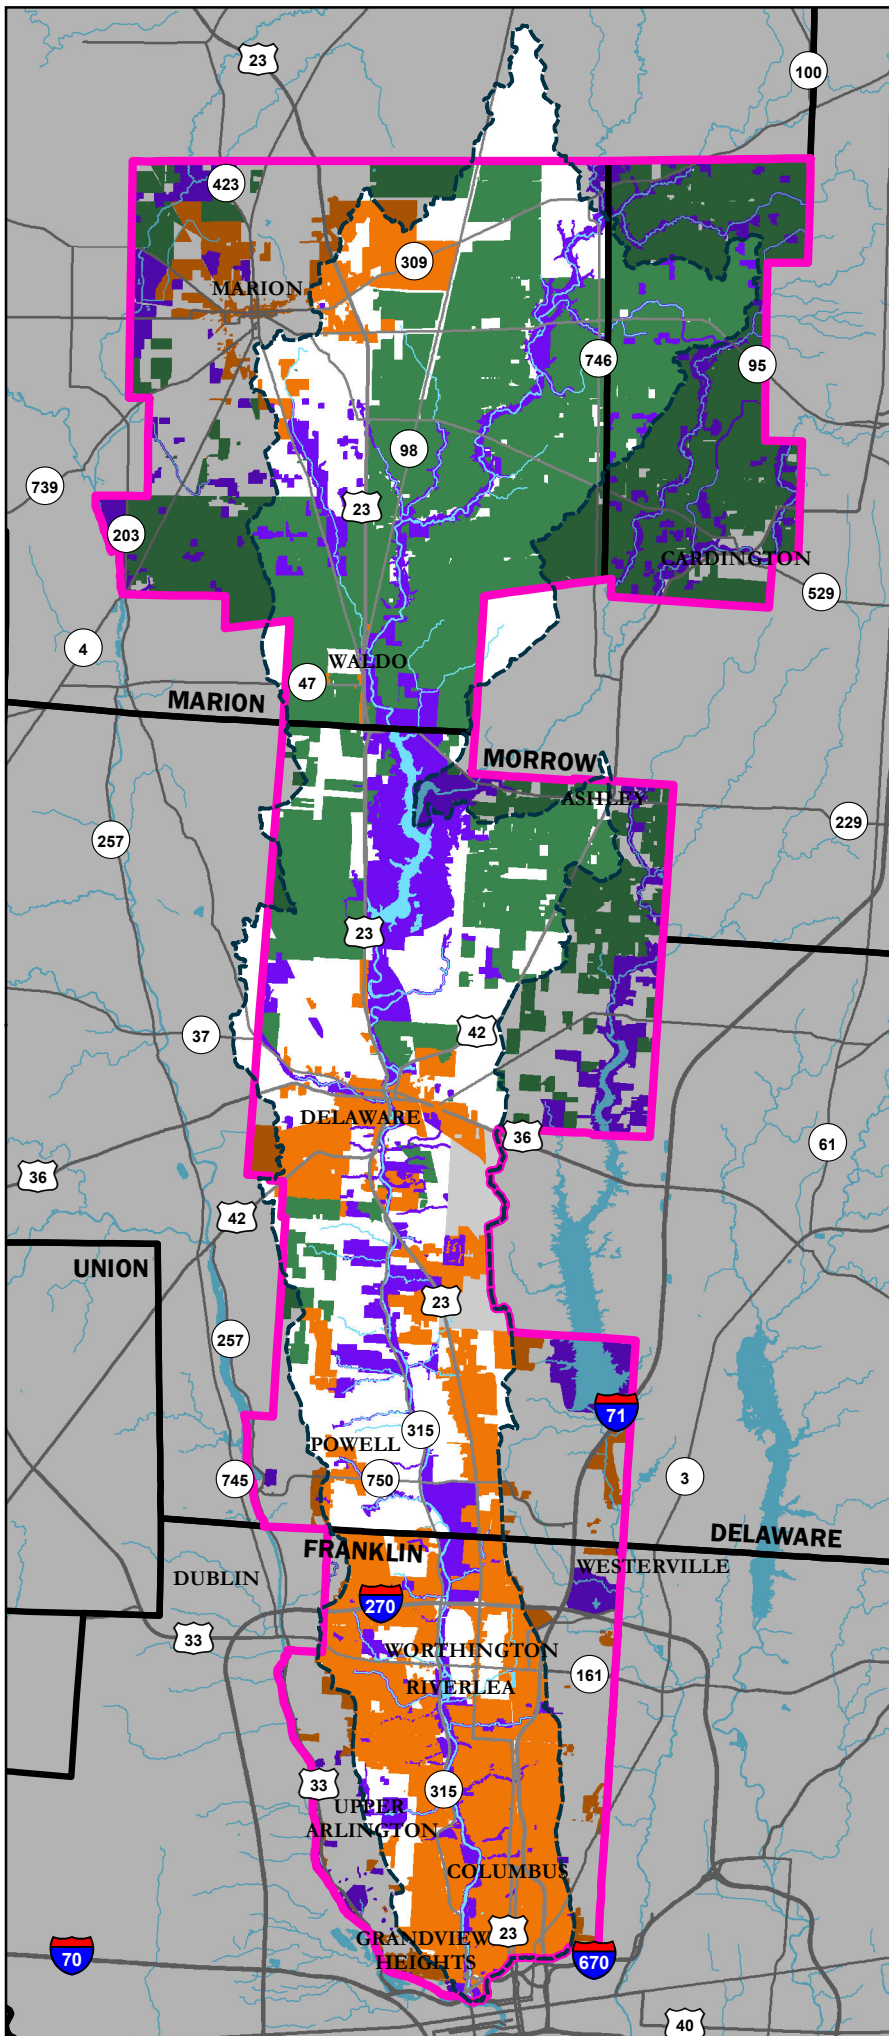 23
100
423
309
MARION
746
95
98
739
23
203
CARDINGTON
529
4
WALDO
47
MARION
MORROW
ASHLEY
229
257
23
37
42
DELAWARE
36
61
36
42
UNION
23
257
71
315
POWELL
745
750
3
DELAWARE
FRANKLIN
WESTERVILLE
DUBLIN
270
33
WORTHINGTON
161
RIVERLEA
33
315
UPPER
ARLINGTON
COLUMBUS
23
GRANDVIEW
HEIGHTS
70
670
40